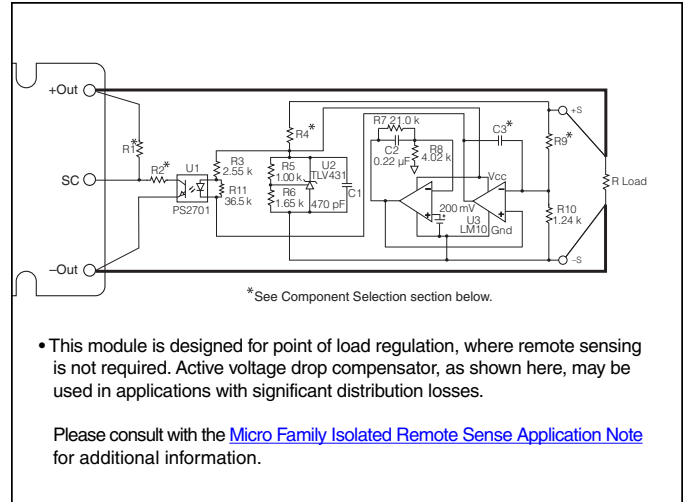 +Out
SC
–Out
R1*
R2*
U1
PS2701
R3
2.55 k
R11
36.5 k
R4*
R5
1.00 k
R6
1.65 k
U2
TLV431
470 pF
C1
R7 21.0 k
C2
0.22 µF
R8
4.02 k
C3*
Vcc
200 mV
U3
LM10
Gnd
+S
R9*
R10
1.24 k
–S
R Load
*See Component Selection section below.
• This module is designed for point of load regulation, where remote sensing
is not required. Active voltage drop compensator, as shown here, may be
used in applications with significant distribution losses.
Please consult with the Micro Family Isolated Remote Sense Application Note
for additional information.